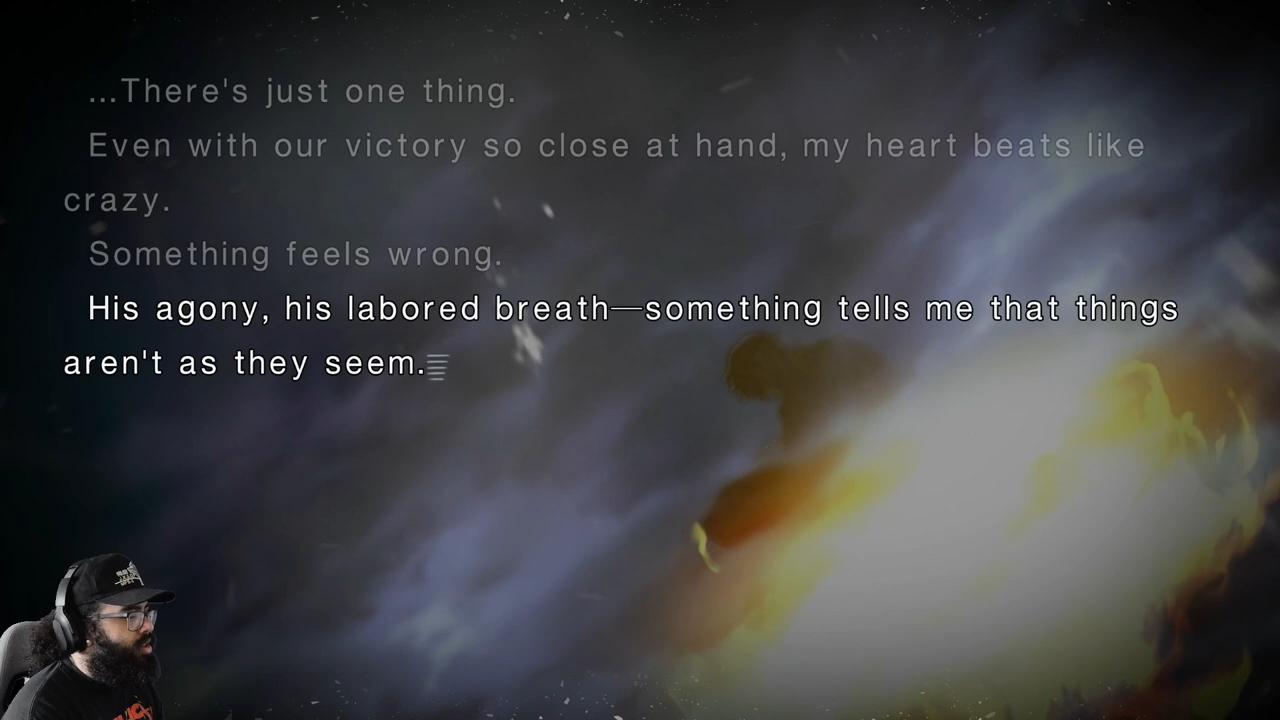 ...There's just one thing.
Even with our victory so close at hand, my heart beats like
crazy.
Something feels wrong.
His agony, his labored breath—something tells me that things
aren't as they seem.